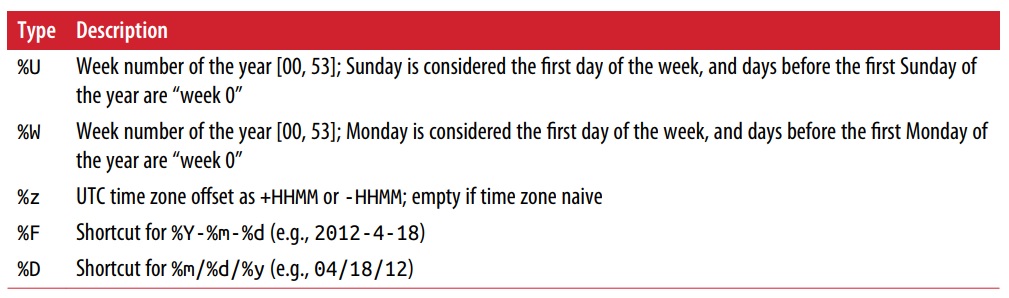 Type Description
%U Week number of the year [00, 53]; Sunday is considered the first day of the week, and days before the first Sunday of
the year are “week 0”
%W Week number of the year [00, 53]; Monday is considered the first day of the week, and days before the first Monday of
the year are “week 0”
%z UTC time zone offset as +HHMM or -HHMM; empty if time zone naive
%F Shortcut for %Y-%m-%d (e.g., 2012-4-18)
%D Shortcut for %m/%d/%y (e.g., 04/18/12)